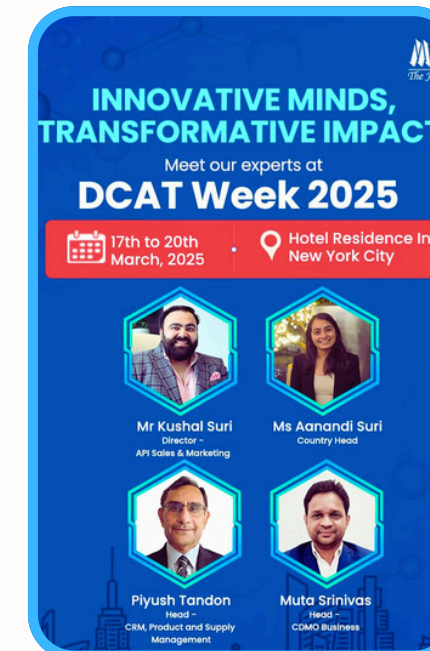 INNOVATIVE MINDS,
TRANSFORMATIVE IMPACT
Meet our experts at
DCAT Week 2025
17th to 20th
March, 2025
Hotel Residence In
New York City
Mr Kushal Suri
Director -
API Sales & Marketing
Ms Aanandi Suri
Country Head
Piyush Tandon
Head -
CRM, Product and Supply
Management
Muta Srinivas
Head -
CDMO Business